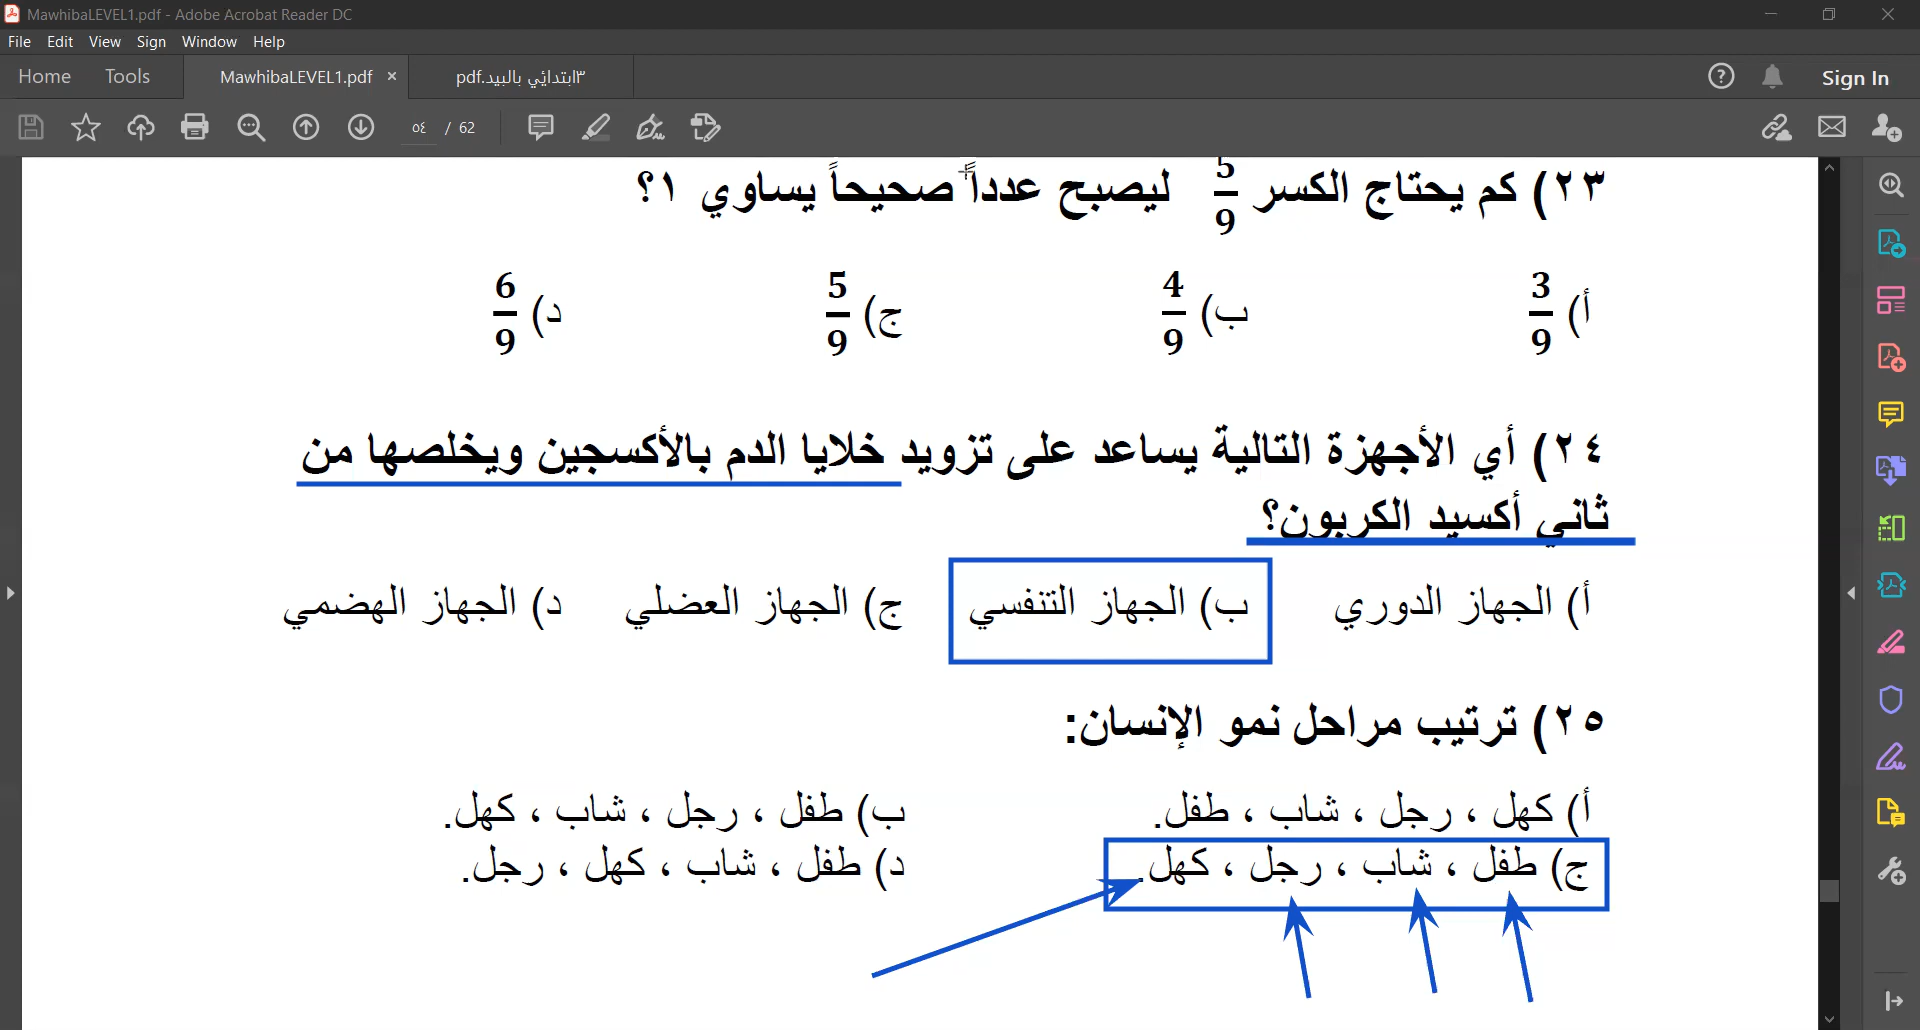 MawhibaLEVEL1.pdf - Adobe Acrobat Reader DC
File Edit View Sign Window Help
Home Tools MawhibaLEVEL1.pdf × ٣ابتدائي بالبيد.pdf ? Sign In
٥٤ / 62
٢٣) كم يحتاج الكسر 5/9 ليصبح عدداً صحيحاً يساوي ١؟
أ) 3/9 ب) 4/9 ج) 5/9 د) 6/9
٢٤) أي الأجهزة التالية يساعد على تزويد خلايا الدم بالأكسجين ويخلصها من
ثاني أكسيد الكربون؟
أ) الجهاز الدوري ب) الجهاز التنفسي ج) الجهاز العضلي د) الجهاز الهضمي
٢٥) ترتيب مراحل نمو الإنسان:
أ) كهل ، رجل ، شاب ، طفل. ب) طفل ، رجل ، شاب ، كهل.
ج) طفل ، شاب ، رجل ، كهل. د) طفل ، شاب ، كهل ، رجل.